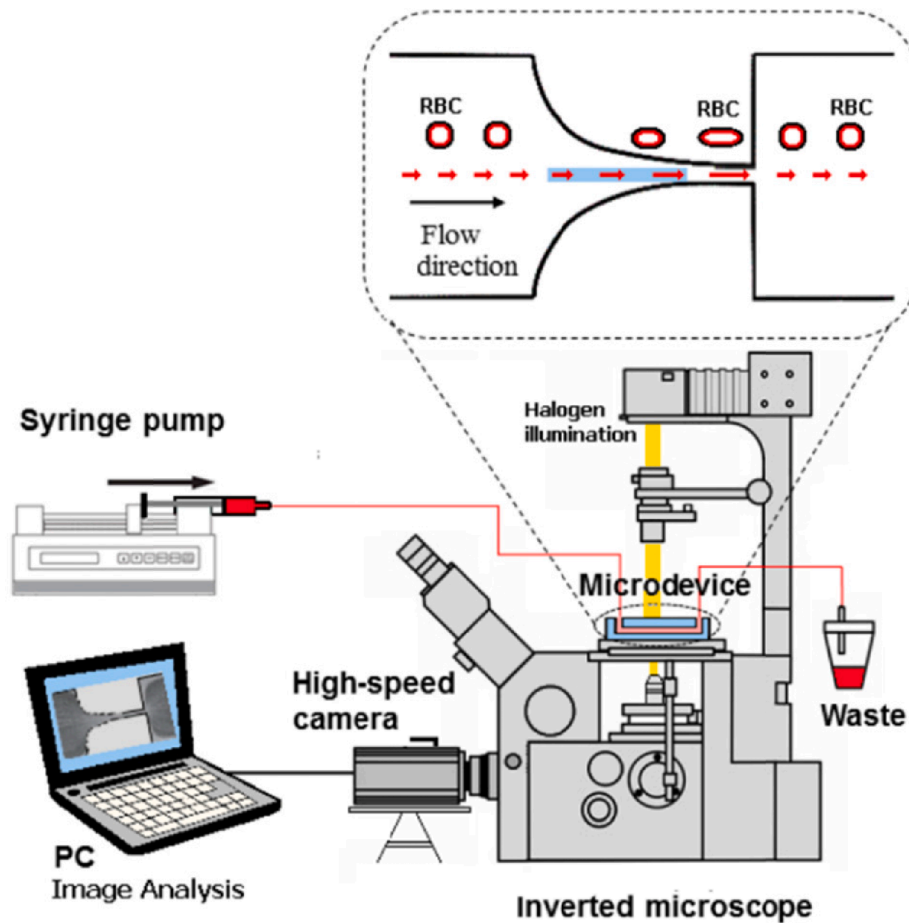 RBC
RBC
RBC
Flow
direction
Syringe pump
Halogen
illumination
Microdevice
High-speed
camera
Waste
PC
Image Analysis
Inverted microscope